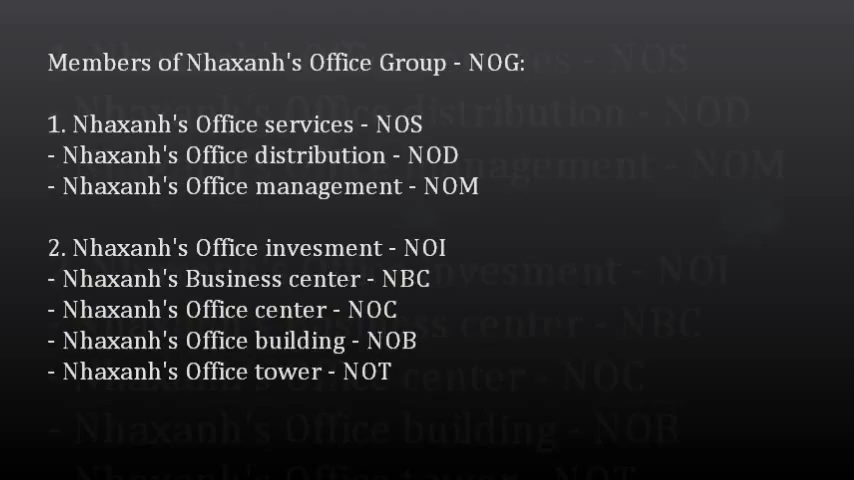 Members of Nhaxanh's Office Group - NOG:
1. Nhaxanh's Office services - NOS
- Nhaxanh's Office distribution - NOD
- Nhaxanh's Office management - NOM
2. Nhaxanh's Office invesment - NOI
- Nhaxanh's Business center - NBC
- Nhaxanh's Office center - NOC
- Nhaxanh's Office building - NOB
- Nhaxanh's Office tower - NOT